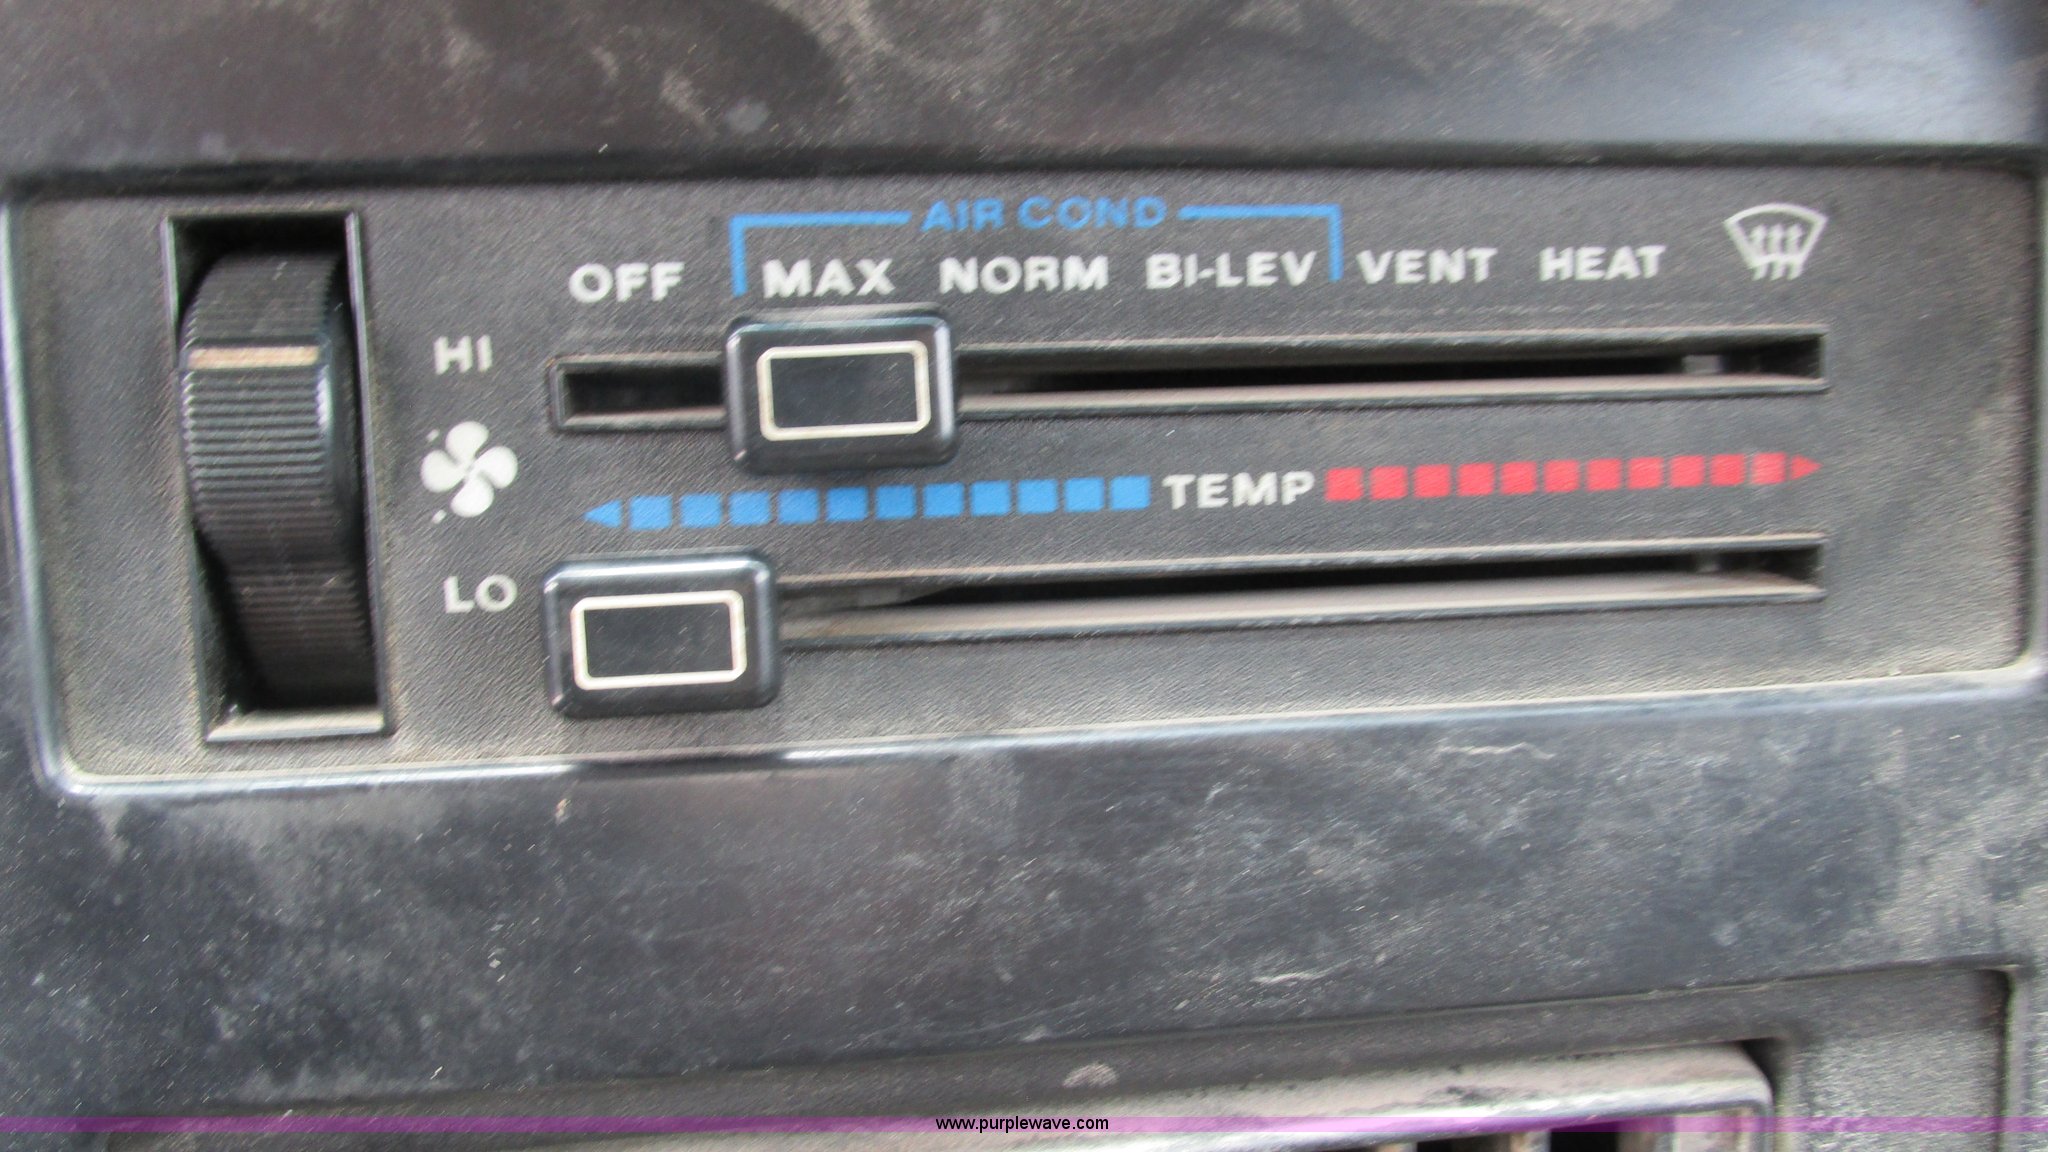 AIR COND
OFF MAX NORM BI-LEV VENT HEAT
HI
TEMP
LO
www.purplewave.com